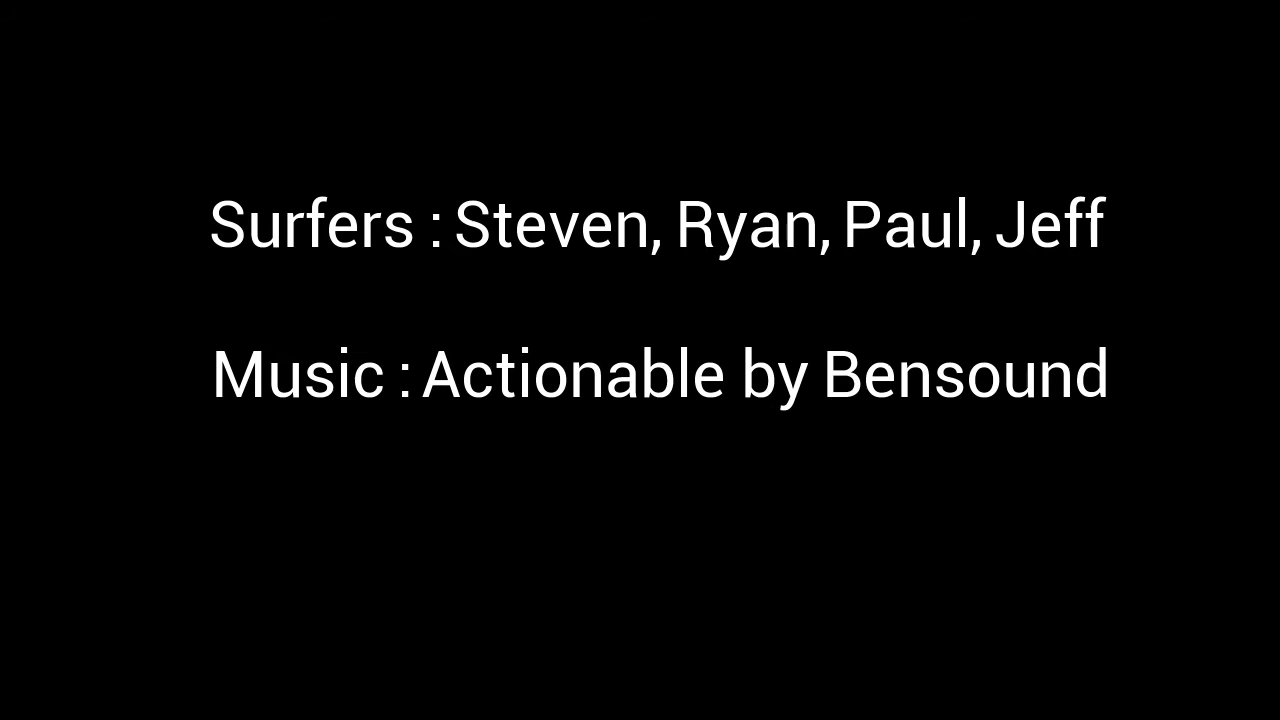 Surfers : Steven, Ryan, Paul, Jeff
Music : Actionable by Bensound